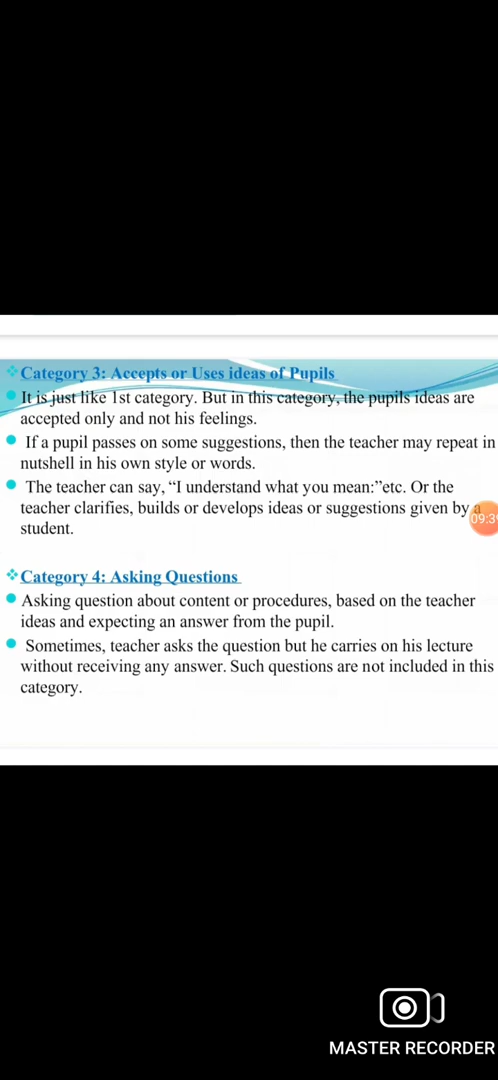 Category 3: Accepts or Uses ideas of Pupils
It is just like 1st category. But in this category, the pupils ideas are
accepted only and not his feelings.
If a pupil passes on some suggestions, then the teacher may repeat in
nutshell in his own style or words.
The teacher can say, “I understand what you mean:”etc. Or the
teacher clarifies, builds or develops ideas or suggestions given by a
student.
Category 4: Asking Questions
Asking question about content or procedures, based on the teacher
ideas and expecting an answer from the pupil.
Sometimes, teacher asks the question but he carries on his lecture
without receiving any answer. Such questions are not included in this
category.
MASTER RECORDER